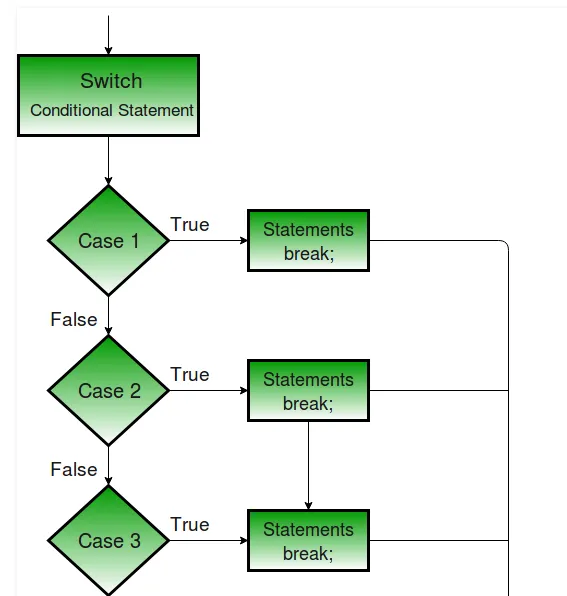 Switch
Conditional Statement
Case 1
True
Statements
break;
False
Case 2
True
Statements
break;
False
Case 3
True
Statements
break;